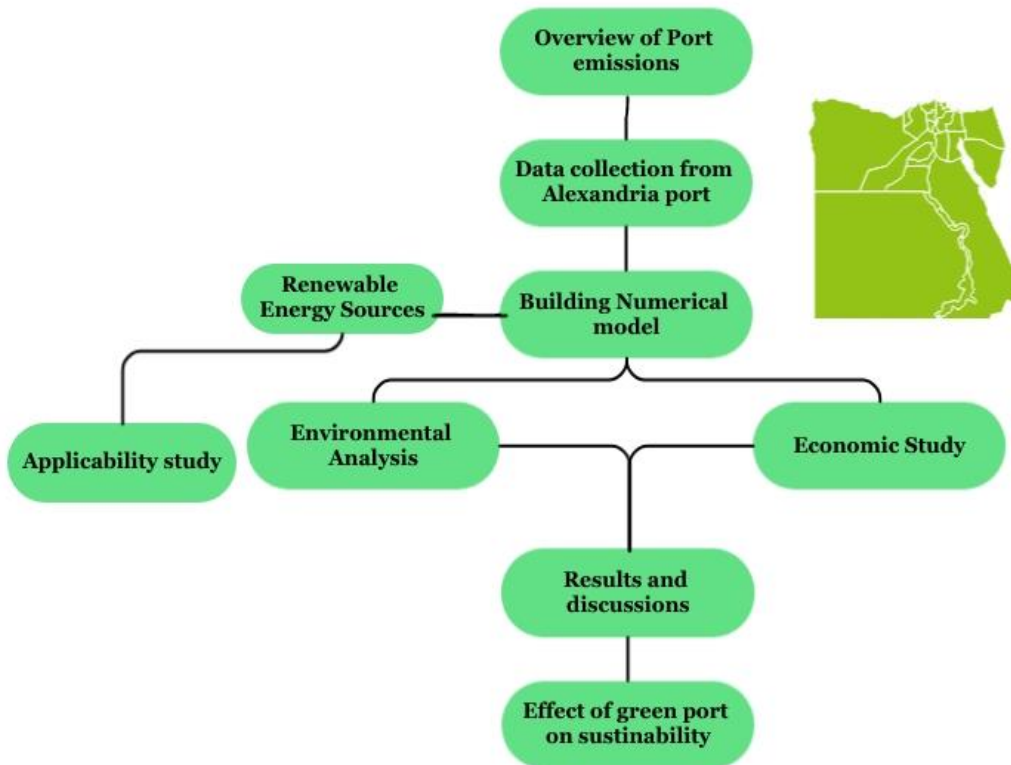 Overview of Port
emissions
Data collection from
Alexandria port
Renewable
Energy Sources
Building Numerical
model
Applicability study
Environmental
Analysis
Economic Study
Results and
discussions
Effect of green port
on sustinability